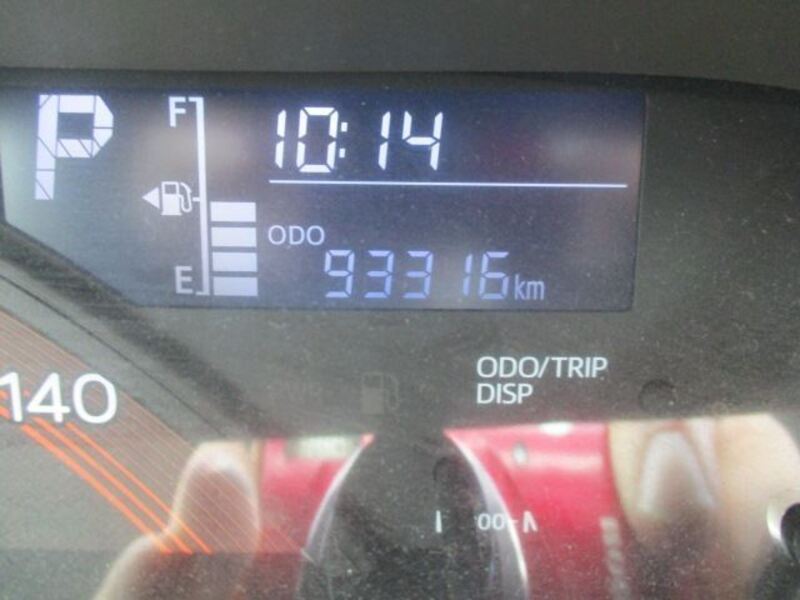 P
F
10:14
ODO
93316km
E
ODO/TRIP
DISP
140